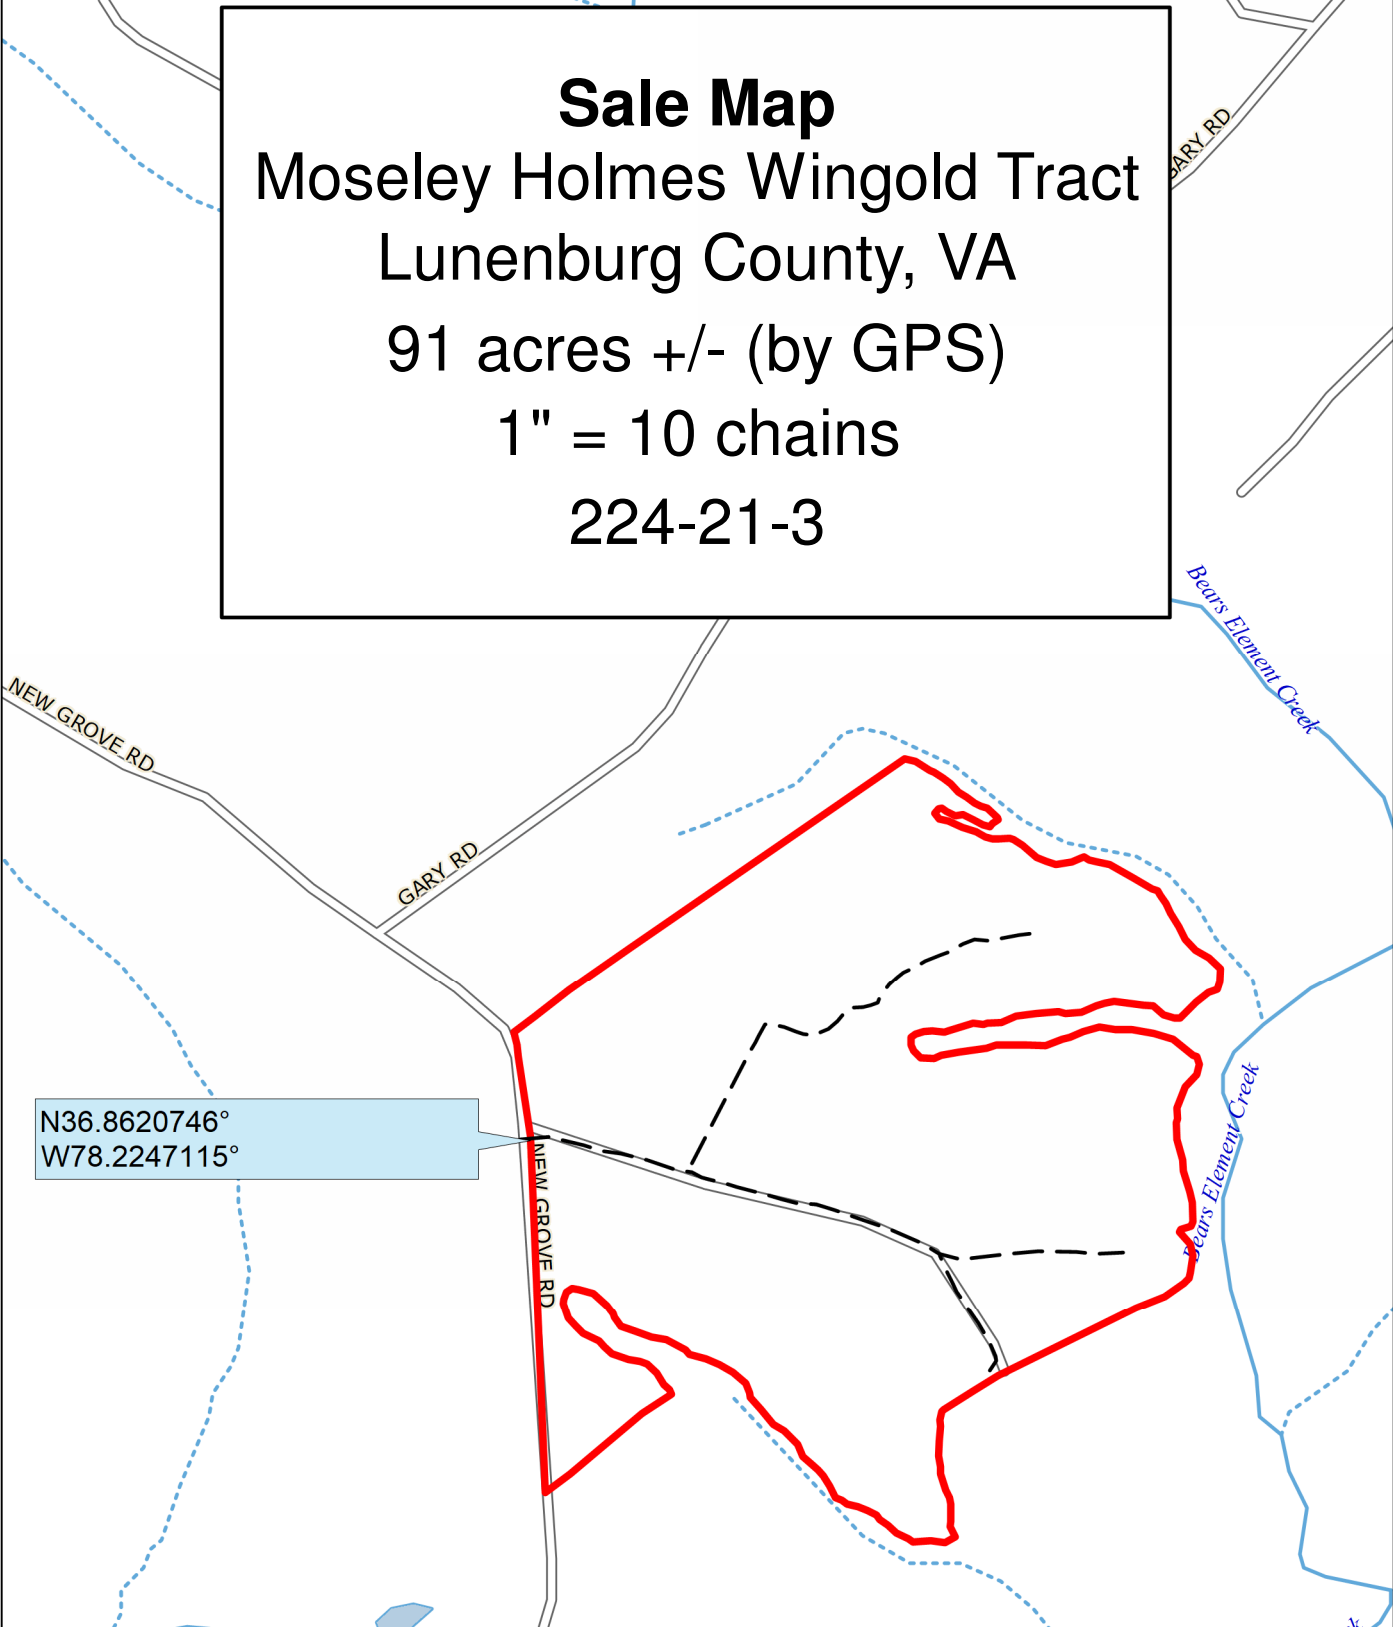 Sale Map
Moseley Holmes Wingold Tract
Lunenburg County, VA
91 acres +/- (by GPS)
1" = 10 chains
224-21-3
GARY RD
Bears Element Creek
NEW GROVE RD
GARY RD
N36.8620746°
W78.2247115°
NEW GROVE RD
Bears Element Creek